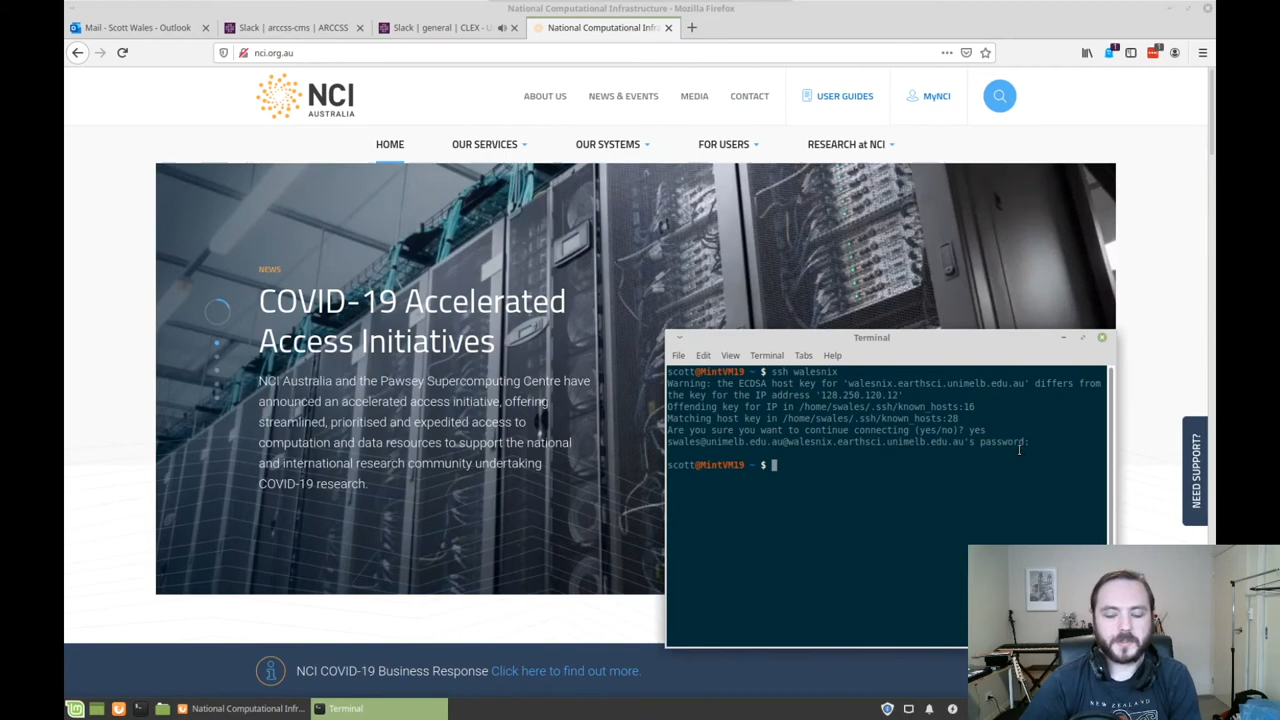 National Computational Infrastructure - Mozilla Firefox
Mail - Scott Wales - Outlook
Slack | arccss-cms | ARCCSS
Slack | general | CLEX - U
National Computational Infra
nci.org.au
NCI
AUSTRALIA
ABOUT US
NEWS & EVENTS
MEDIA
CONTACT
USER GUIDES
MyNCI
HOME
OUR SERVICES
OUR SYSTEMS
FOR USERS
RESEARCH at NCI
NEWS
COVID-19 Accelerated
Access Initiatives
NCI Australia and the Pawsey Supercomputing Centre have
announced an accelerated access initiative, offering
streamlined, prioritised and expedited access to
computation and data resources to support the national
and international research community undertaking
COVID-19 research.
Terminal
File Edit View Terminal Tabs Help
scott@MintVM19 ~ $ ssh walesnix
Warning: the ECDSA host key for 'walesnix.earthsci.unimelb.edu.au' differs from
the key for the IP address '128.250.120.12'
Offending key for IP in /home/swales/.ssh/known_hosts:16
Matching host key in /home/swales/.ssh/known_hosts:28
Are you sure you want to continue connecting (yes/no)? yes
swales@unimelb.edu.au@walesnix.earthsci.unimelb.edu.au's password:
scott@MintVM19 ~ $
NEED SUPPORT?
NEW ZEALAND
NCI COVID-19 Business Response Click here to find out more.
National Computational Infr...
Terminal